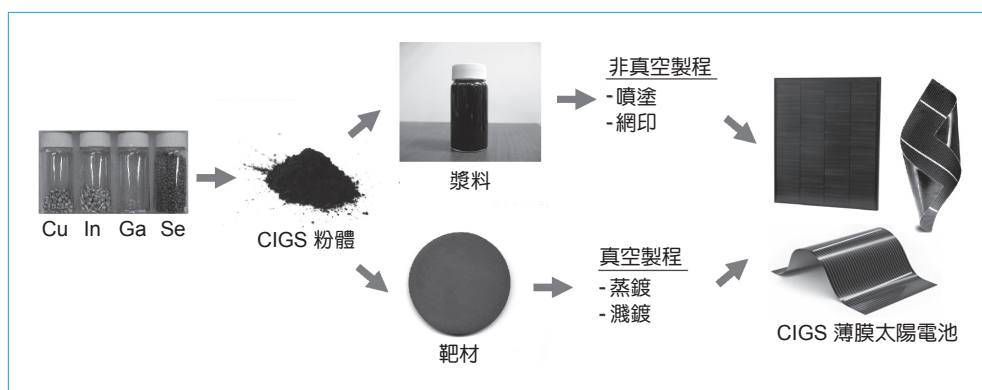 Cu In Ga Se
CIGS 粉體
漿料
非真空製程
-噴塗
-網印
靶材
真空製程
-蒸鍍
-濺鍍
CIGS 薄膜太陽電池